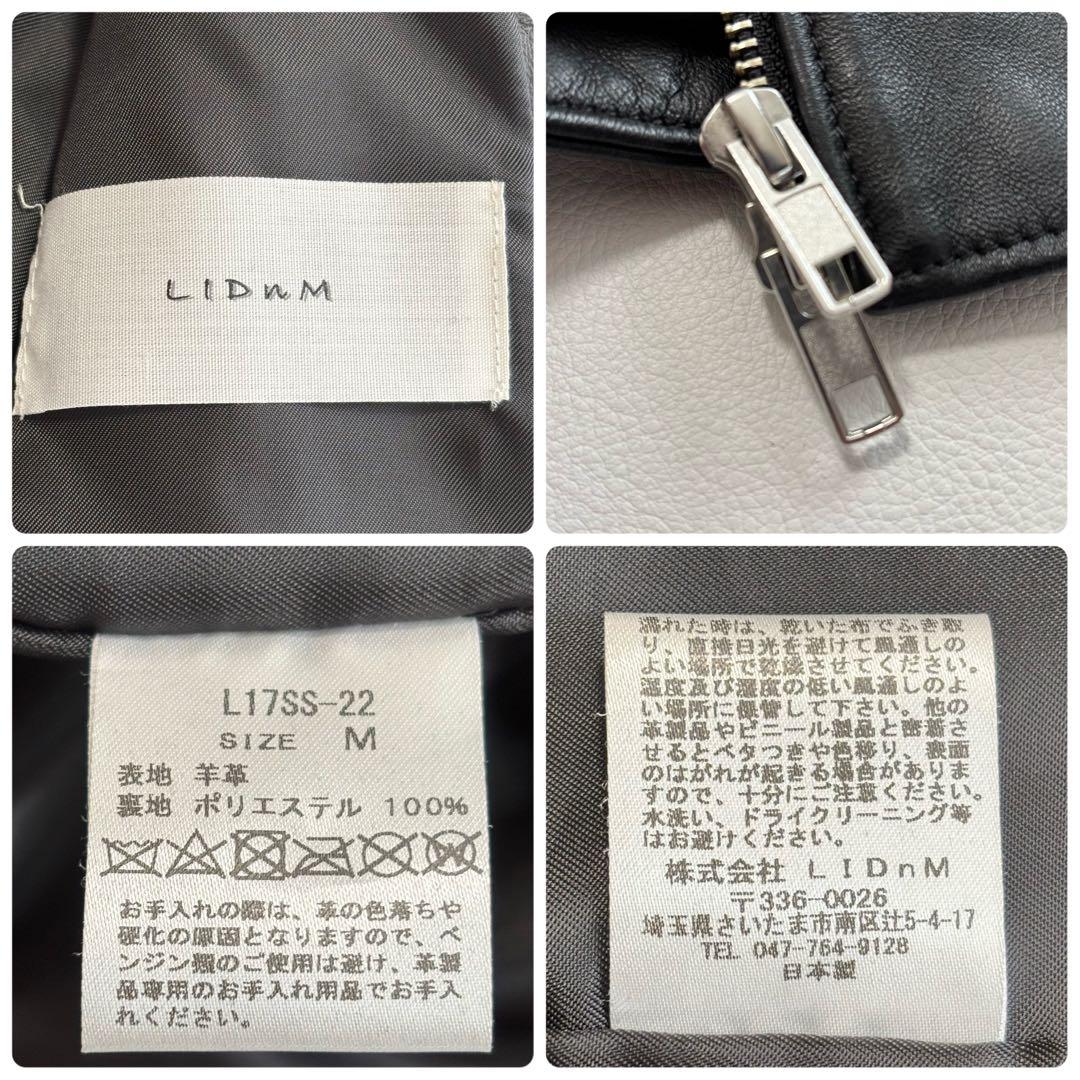 LIDnM
L17SS-22
SIZE M
表地 羊革
裏地 ポリエステル 100%
お手入れの際は、革の色落ちや
硬化の原因となりますので、ベ
ンジン類のご使用は避け、革製
品専用のお手入れ用品でお手入
れください。
濡れた時は、乾いた布でふき取
り、直接日光を避けて風通しの
よい場所で乾燥させてください。
温度及び湿度の低い風通しのよ
い場所に保管して下さい。他の
革製品やビニール製品と密着さ
せるとベタつきや色移り、表面
のはがれが起きる場合がありま
すので、十分にご注意ください。
水洗い、ドライクリーニング等
はお避けください。
株式会社 LIDnM
〒336-0026
埼玉県さいたま市南区辻5-4-17
TEL 047-764-9128
日本製